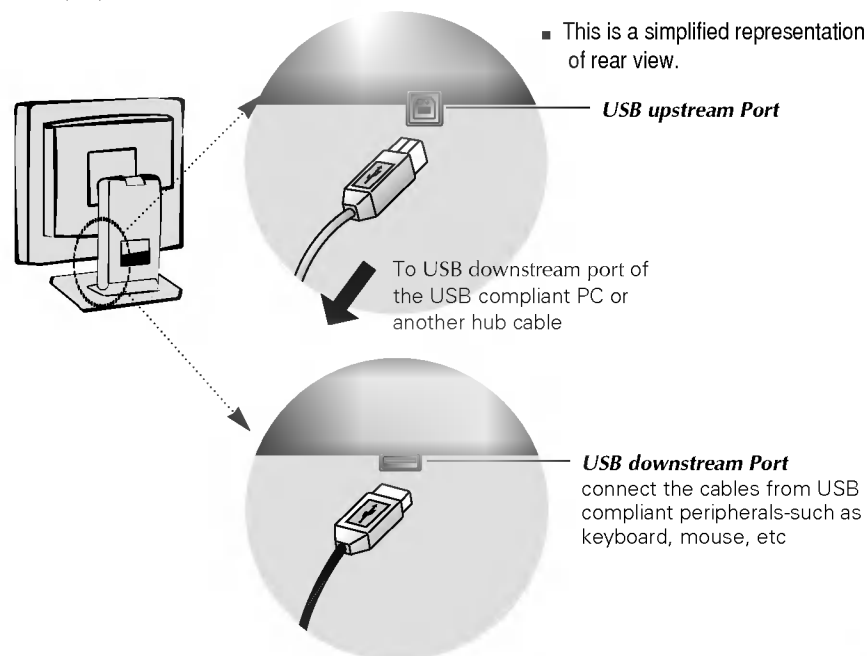 ■ This is a simplified representation
of rear view.
USB upstream Port
To USB downstream port of
the USB compliant PC or
another hub cable
USB downstream Port
connect the cables from USB
compliant peripherals-such as
keyboard, mouse, etc